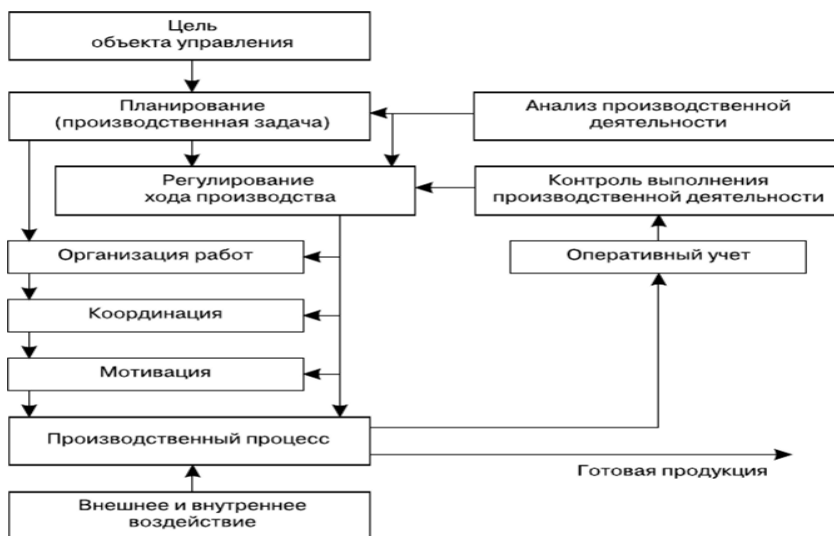 Цель
объекта управления
Планирование
(производственная задача)
Анализ производственной
деятельности
Регулирование
хода производства
Контроль выполнения
производственной деятельности
Организация работ
Оперативный учет
Координация
Мотивация
Производственный процесс
Готовая продукция
Внешнее и внутреннее
воздействие